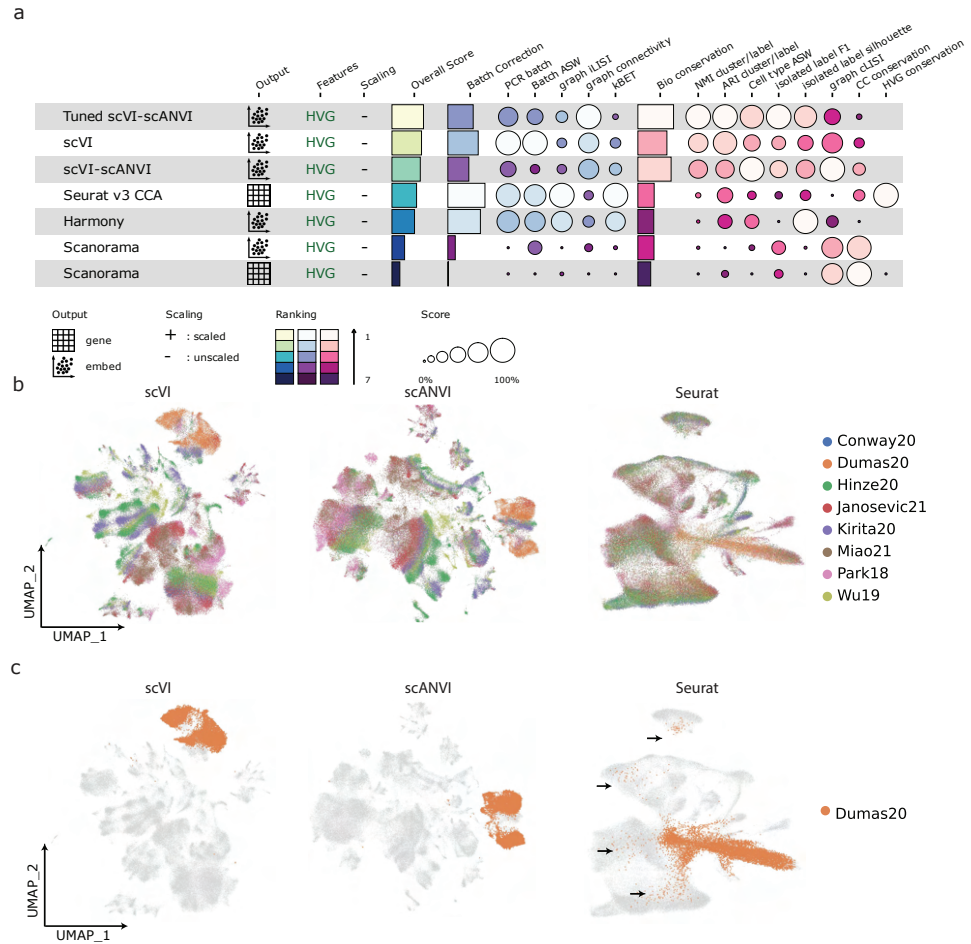 a
Output
Features
Scaling
Overall Score
Batch Correction
PCR batch
Batch ASW
graph iLISI
graph connectivity
kBET
Bio conservation
NMI cluster/label
ARI cluster/label
Cell type ASW
isolated label F1
isolated label silhouette
graph cLISI
CC conservation
HVG conservation
Tuned scVI-scANVI HVG –
scVI HVG –
scVI-scANVI HVG –
Seurat v3 CCA HVG –
Harmony HVG –
Scanorama HVG –
Scanorama HVG –
Output Scaling Ranking Score
gene + : scaled 1
embed – : unscaled 7 0% 100%
b
scVI scANVI Seurat
Conway20
Dumas20
Hinze20
Janosevic21
Kirita20
Miao21
Park18
Wu19
UMAP_2
UMAP_1
c
scVI scANVI Seurat
Dumas20
UMAP_2
UMAP_1